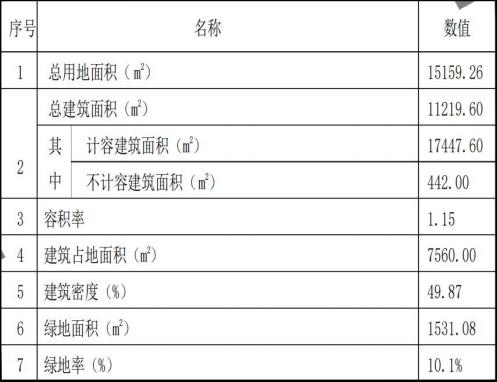 序号 名称 数值
1 总用地面积（㎡） 15159.26
2 总建筑面积（㎡） 11219.60
其中 计容建筑面积（㎡） 17447.60
不计容建筑面积（㎡） 442.00
3 容积率 1.15
4 建筑占地面积(㎡) 7560.00
5 建筑密度（%） 49.87
6 绿地面积（㎡） 1531.08
7 绿地率（%） 10.1%